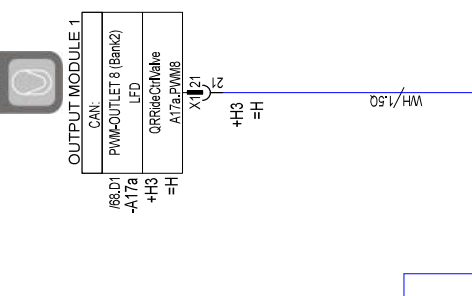 OUTPUT MODULE 1
CAN:
PWM-OUTLET 8 (Bank2)
LFD
QRRideCtrlValve
A17a.PWM8
X1 21
21
/68.D1
-A17a
+H3
=H
+H3
=H
WH/1.5Q